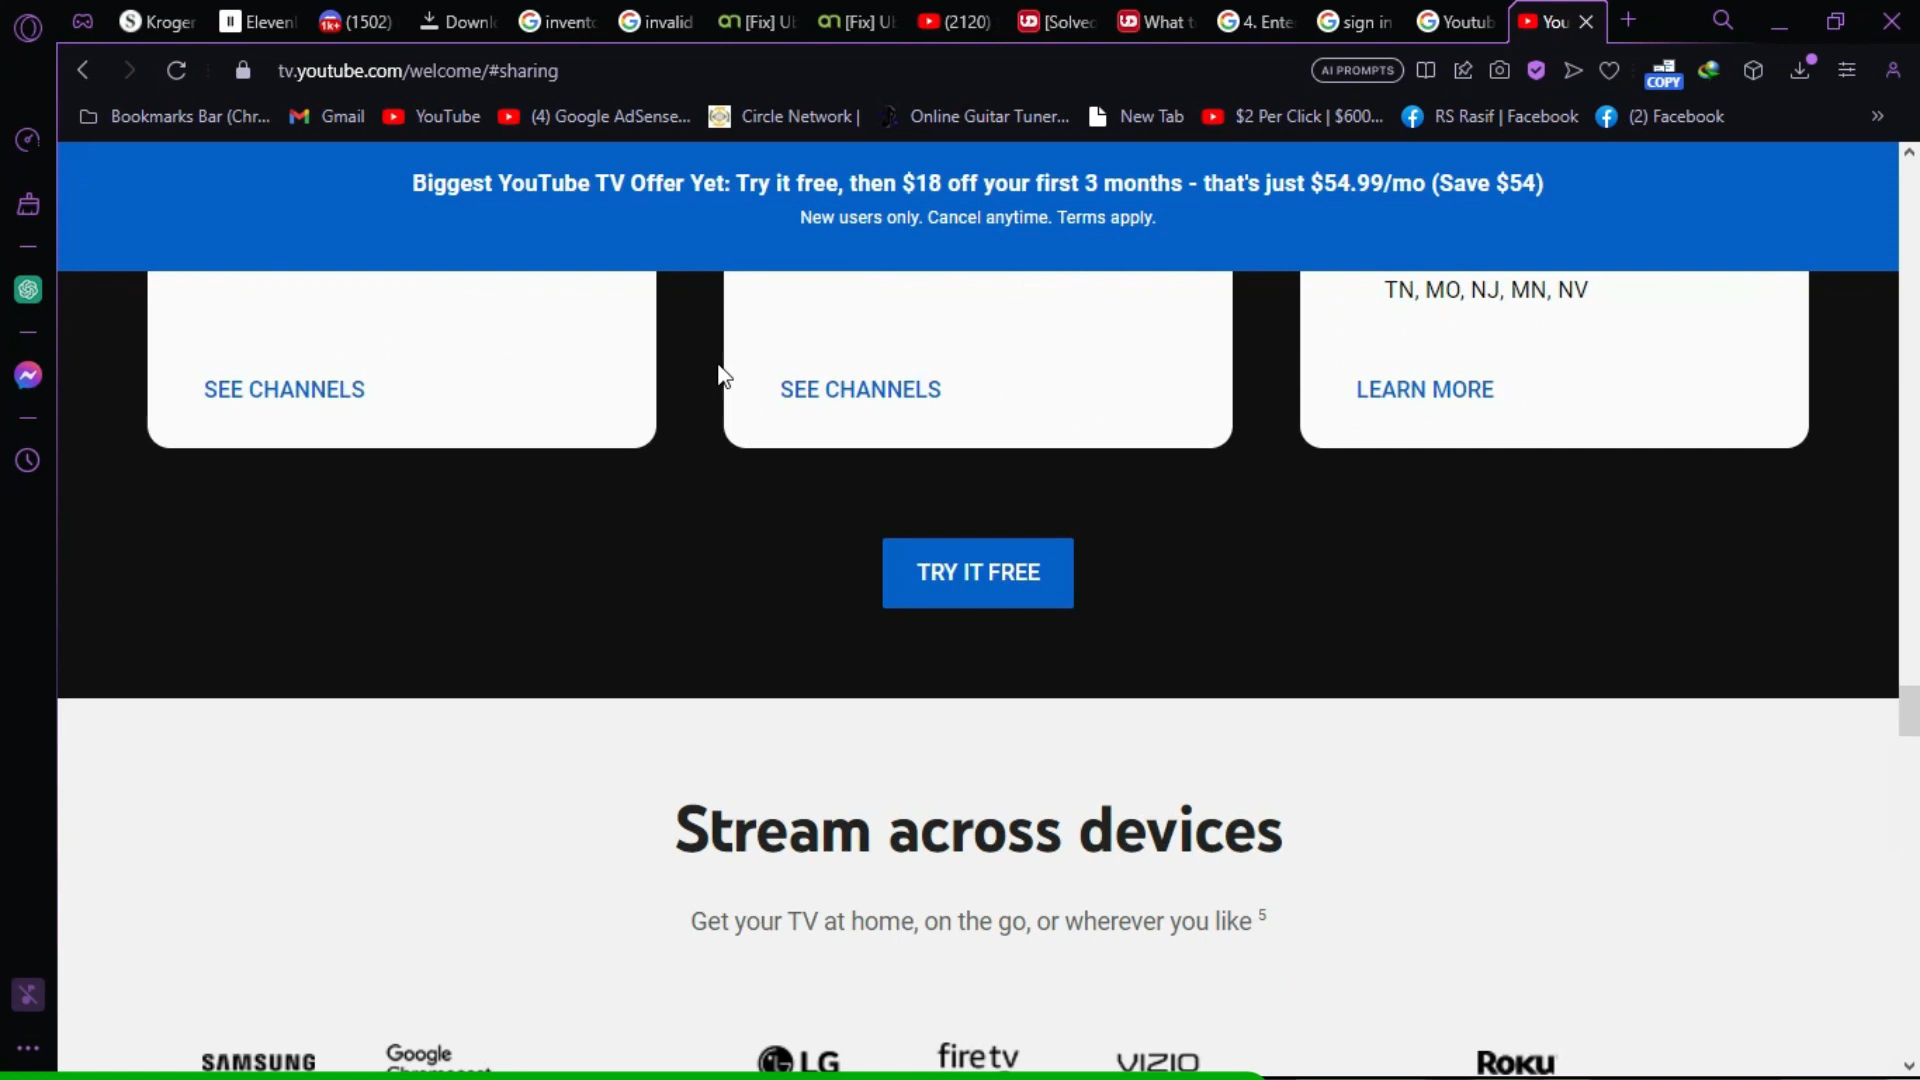 Kroger
Eleven
(1502)
Downl
invento
invalid
[Fix] U
[Fix] U
(2120)
[Solved
What t
4. Ente
sign in
Youtub
You
tv.youtube.com/welcome/#sharing
AI PROMPTS
COPY
Bookmarks Bar (Chr...
Gmail
YouTube
(4) Google AdSense...
Circle Network |
Online Guitar Tuner...
New Tab
$2 Per Click | $600...
RS Rasif | Facebook
(2) Facebook
Biggest YouTube TV Offer Yet: Try it free, then $18 off your first 3 months - that's just $54.99/mo (Save $54)
New users only. Cancel anytime. Terms apply.
TN, MO, NJ, MN, NV
SEE CHANNELS
SEE CHANNELS
LEARN MORE
TRY IT FREE
Stream across devices
Get your TV at home, on the go, or wherever you like 5
SAMSUNG
Google
Chromecast
LG
fire tv
VIZIO
ROKU